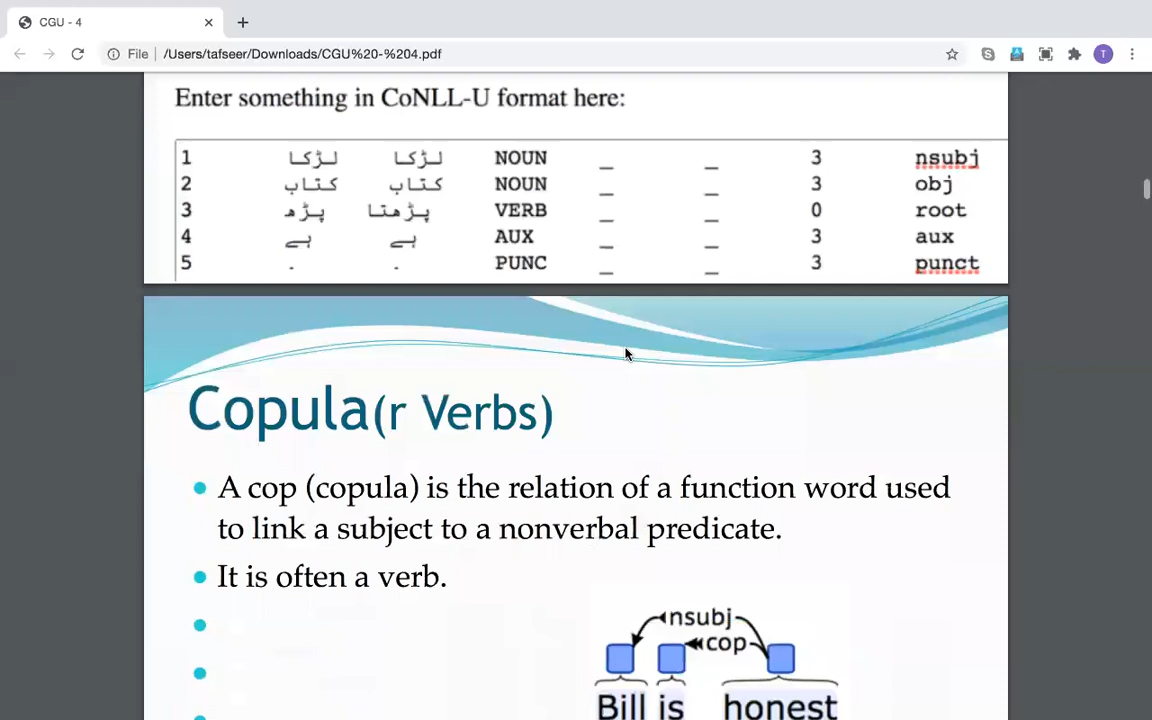 CGU - 4
File /Users/tafseer/Downloads/CGU%20-%204.pdf
T
Enter something in CoNLL-U format here:
1 لڑکا لڑکا NOUN _ _ 3 nsubj
2 کتاب کتاب NOUN _ _ 3 obj
3 پڑھ پڑھتا VERB _ _ 0 root
4 ہے ہے AUX _ _ 3 aux
5 . . PUNC _ _ 3 punct
Copula(r Verbs)
A cop (copula) is the relation of a function word used
to link a subject to a nonverbal predicate.
It is often a verb.
nsubj
cop
Bill is honest